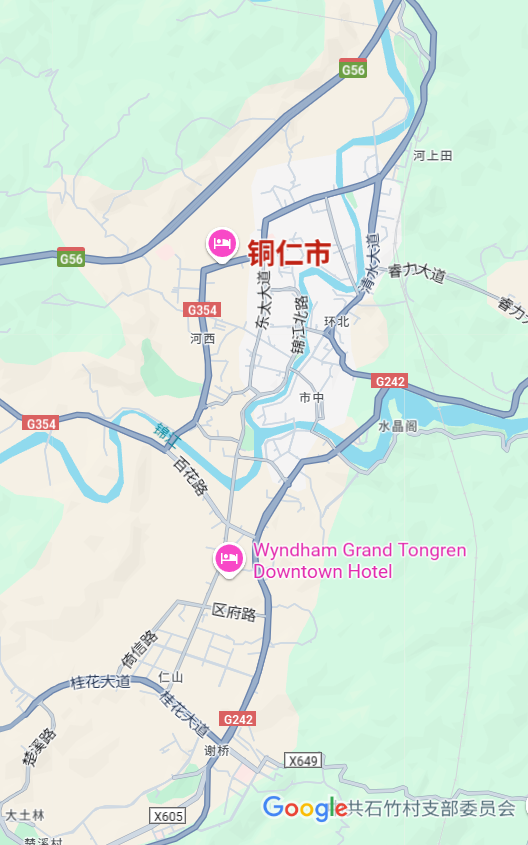 G56
河上田
铜仁市
G56
清水大道
睿力大道
东太大道
锦江北路
睿力大
G354
环北
河西
G242
市中
G354
锦江
水晶阁
百花路
Wyndham Grand Tongren
Downtown Hotel
区府路
倚信路
仁山
桂花大道
桂花大道
G242
楚溪路
谢桥
X649
Google
共石竹村支部委员会
大土林
X605
楚溪村